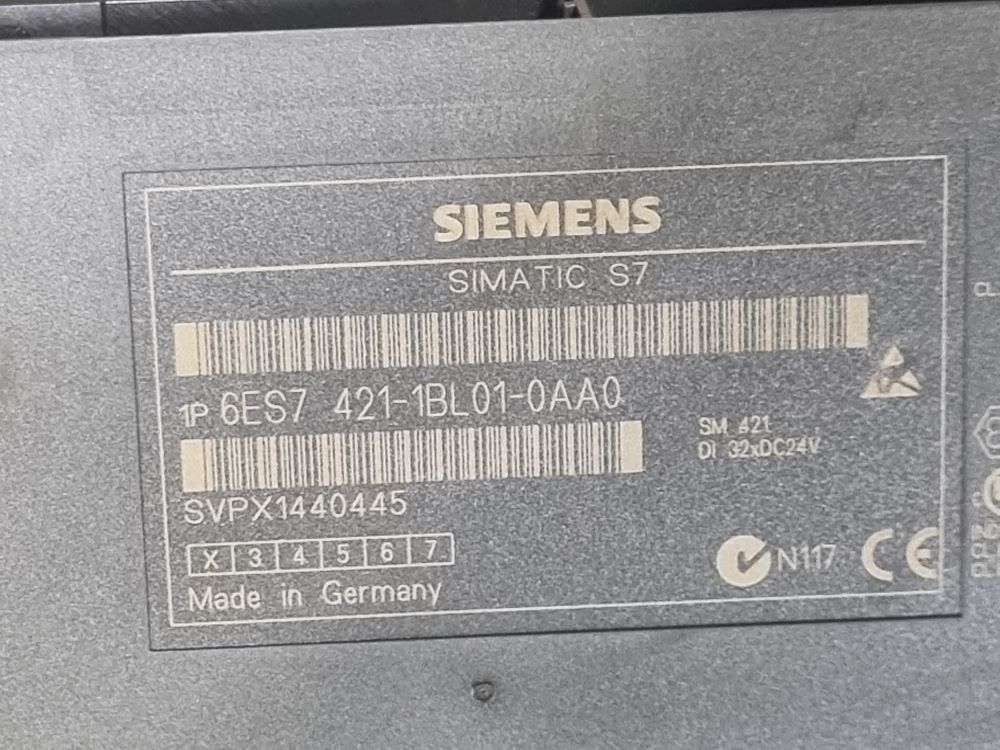 SIEMENS
SIMATIC S7
1P 6ES7 421-1BL01-0AA0
SM 421
DI 32xDC24V
SVPX1440445
X 3 4 5 6 7
N117 CE
Made in Germany
P